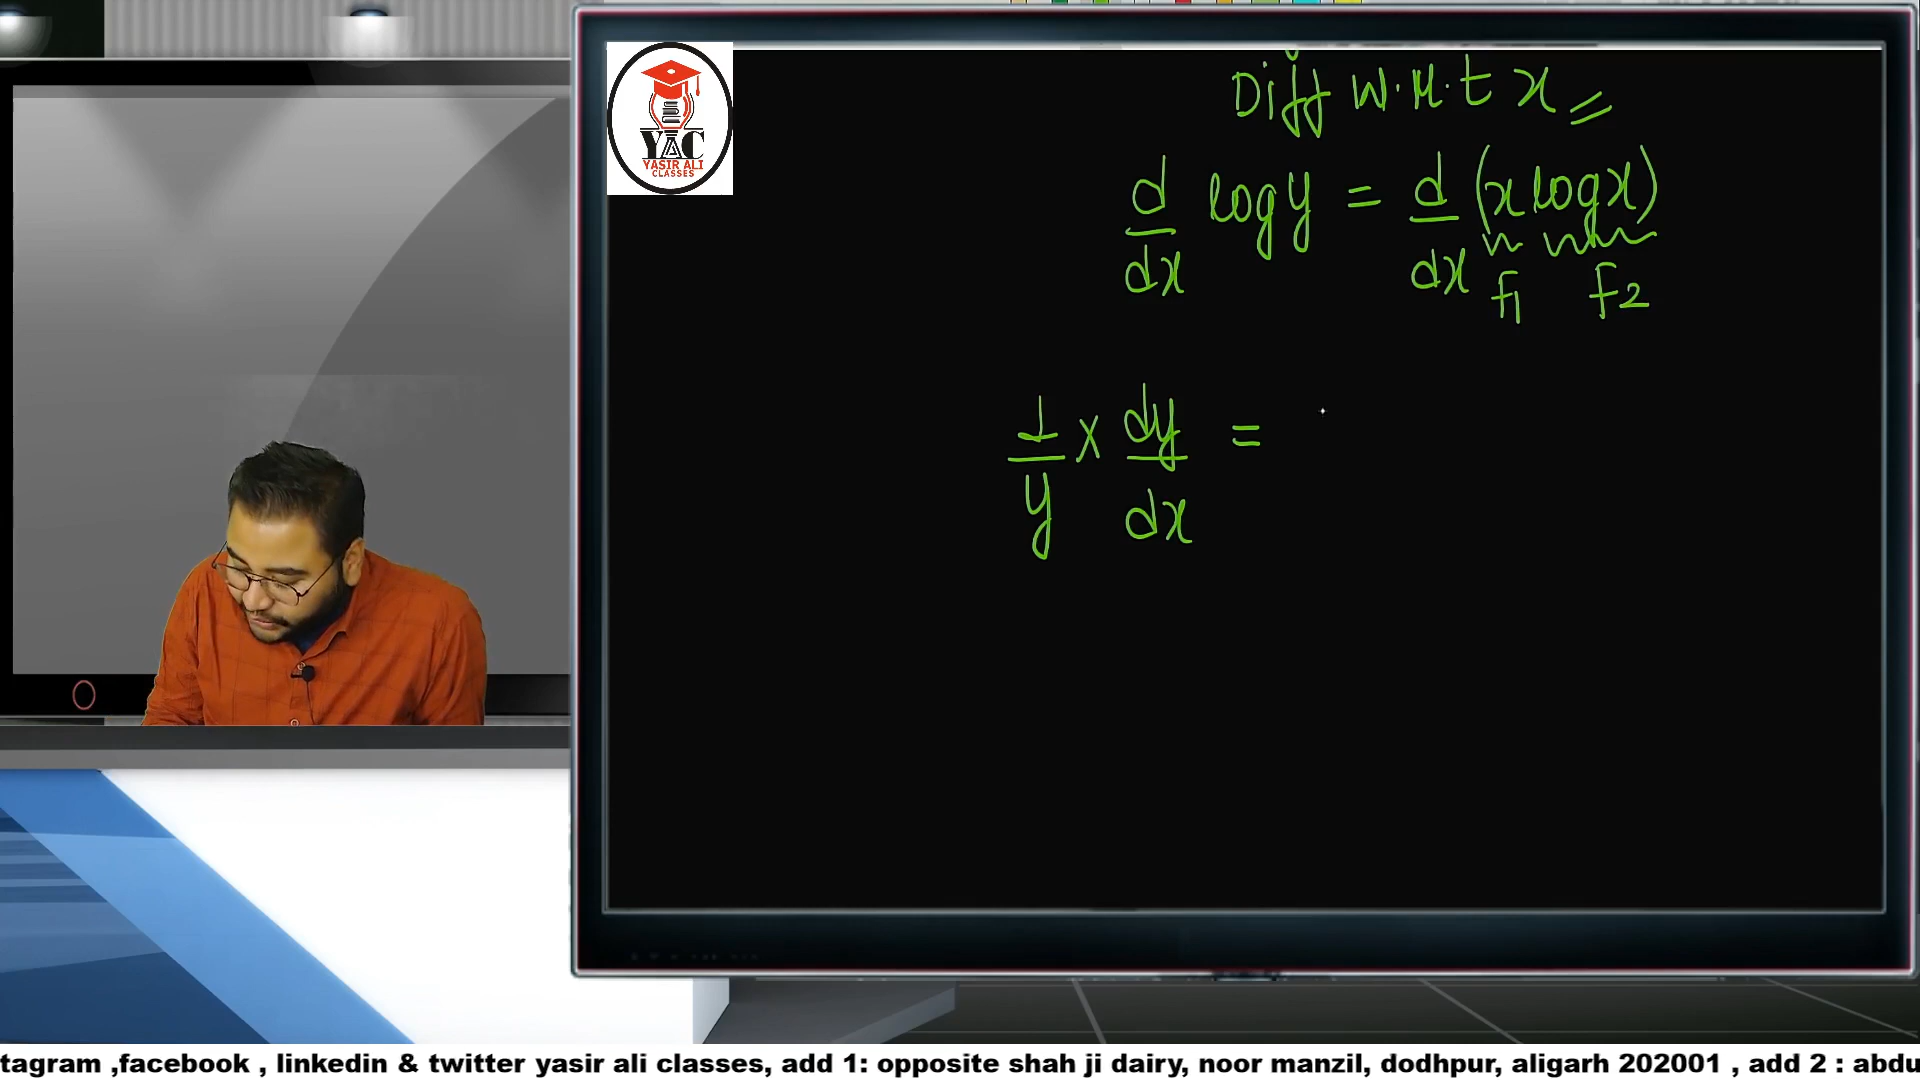 YAC
YASIR ALI
CLASSES
Diff w.r.t x
d/dx log y = d/dx (x log x)
f1 f2
1/y × dy/dx =
tagram ,facebook , linkedin & twitter yasir ali classes, add 1: opposite shah ji dairy, noor manzil, dodhpur, aligarh 202001 , add 2 : abdu